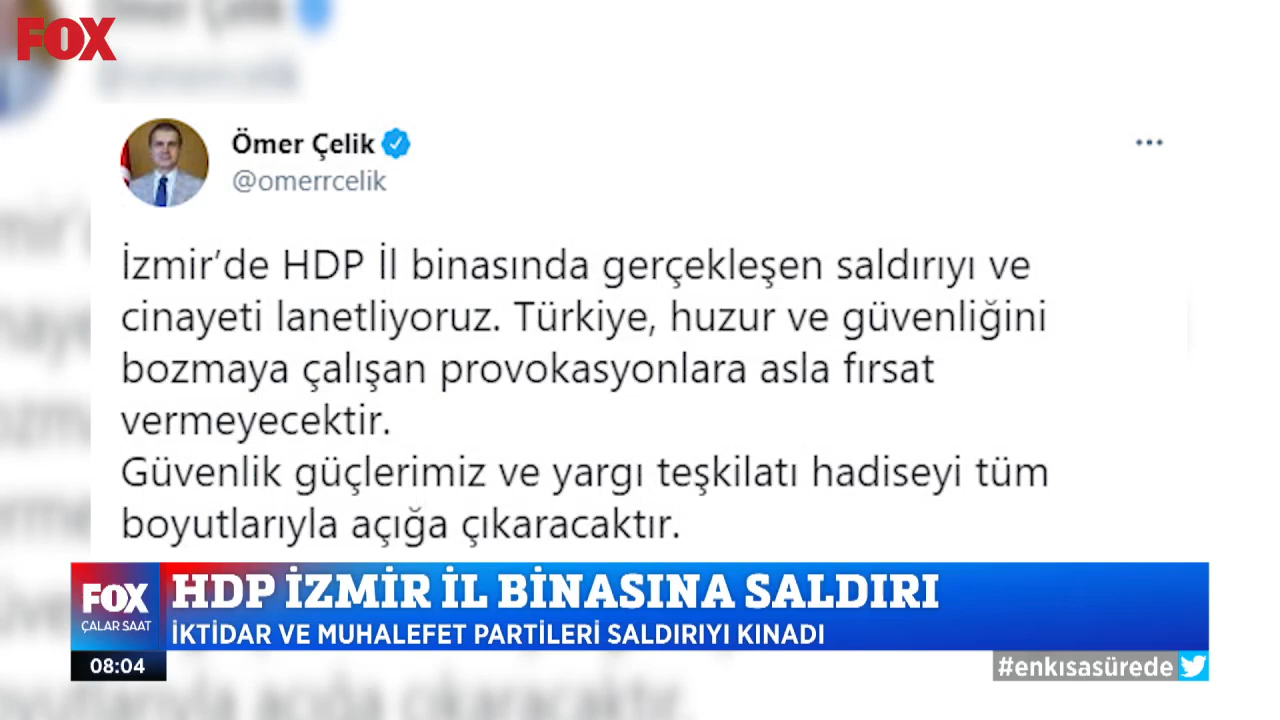 FOX
Ömer Çelik
@omerrcelik
İzmir’de HDP İl binasında gerçekleşen saldırıyı ve
cinayeti lanetliyoruz. Türkiye, huzur ve güvenliğini
bozmaya çalışan provokasyonlara asla fırsat
vermeyecektir.
Güvenlik güçlerimiz ve yargı teşkilatı hadiseyi tüm
boyutlarıyla açığa çıkaracaktır.
FOX
ÇALAR SAAT
HDP İZMİR İL BİNASINA SALDIRI
İKTİDAR VE MUHALEFET PARTİLERİ SALDIRIYI KINADI
08:04
#enkısasürede